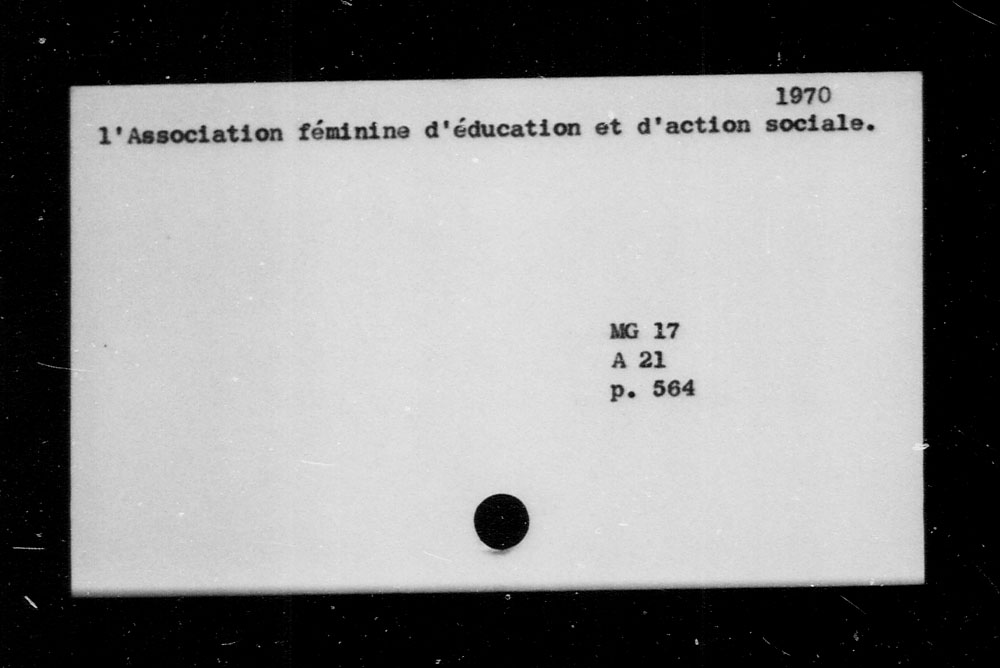 1970
l'Association féminine d'éducation et d'action sociale.
MG 17
A 21
p. 564